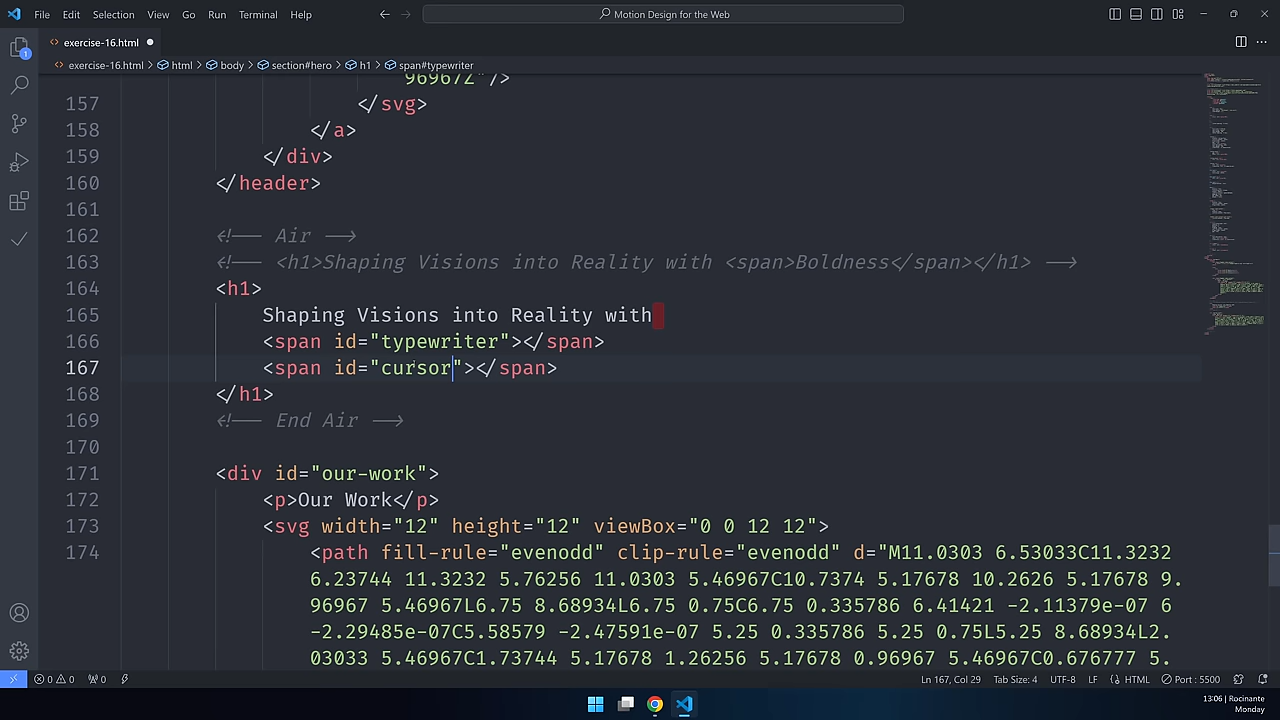 File Edit Selection View Go Run Terminal Help
Motion Design for the Web
exercise-16.html
exercise-16.html > html > body > section#hero > h1 > span#typewriter
1
96967Z"/>
157 </svg>
158 </a>
159 </div>
160 </header>
161
162 <!-- Air -->
163 <!-- <h1>Shaping Visions into Reality with <span>Boldness</span></h1> -->
164 <h1>
165 Shaping Visions into Reality with
166 <span id="typewriter"></span>
167 <span id="cursor"></span>
168 </h1>
169 <!-- End Air -->
170
171 <div id="our-work">
172 <p>Our Work</p>
173 <svg width="12" height="12" viewBox="0 0 12 12">
174 <path fill-rule="evenodd" clip-rule="evenodd" d="M11.0303 6.53033C11.3232
6.23744 11.3232 5.76256 11.0303 5.46967C10.7374 5.17678 10.2626 5.17678 9.
96967 5.46967L6.75 8.68934L6.75 0.75C6.75 0.335786 6.41421 -2.11379e-07 6
-2.29485e-07C5.58579 -2.47591e-07 5.25 0.335786 5.25 0.75L5.25 8.68934L2.
03033 5.46967C1.73744 5.17678 1.26256 5.17678 0.96967 5.46967C0.676777 5.
0 0 0 Ln 167, Col 29 Tab Size: 4 UTF-8 LF HTML Port : 5500
13:06 | Rocinante
Monday